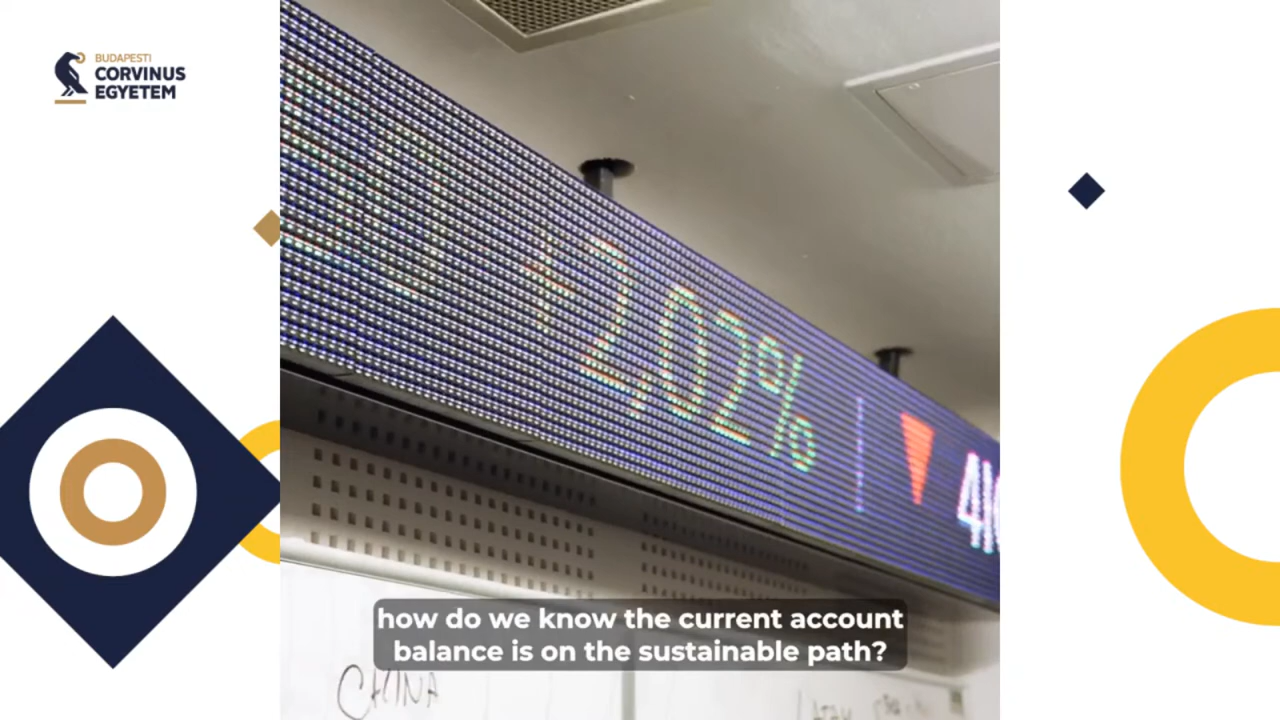 BUDAPESTI
CORVINUS
EGYETEM
+2,02%
how do we know the current account
balance is on the sustainable path?
CHINA